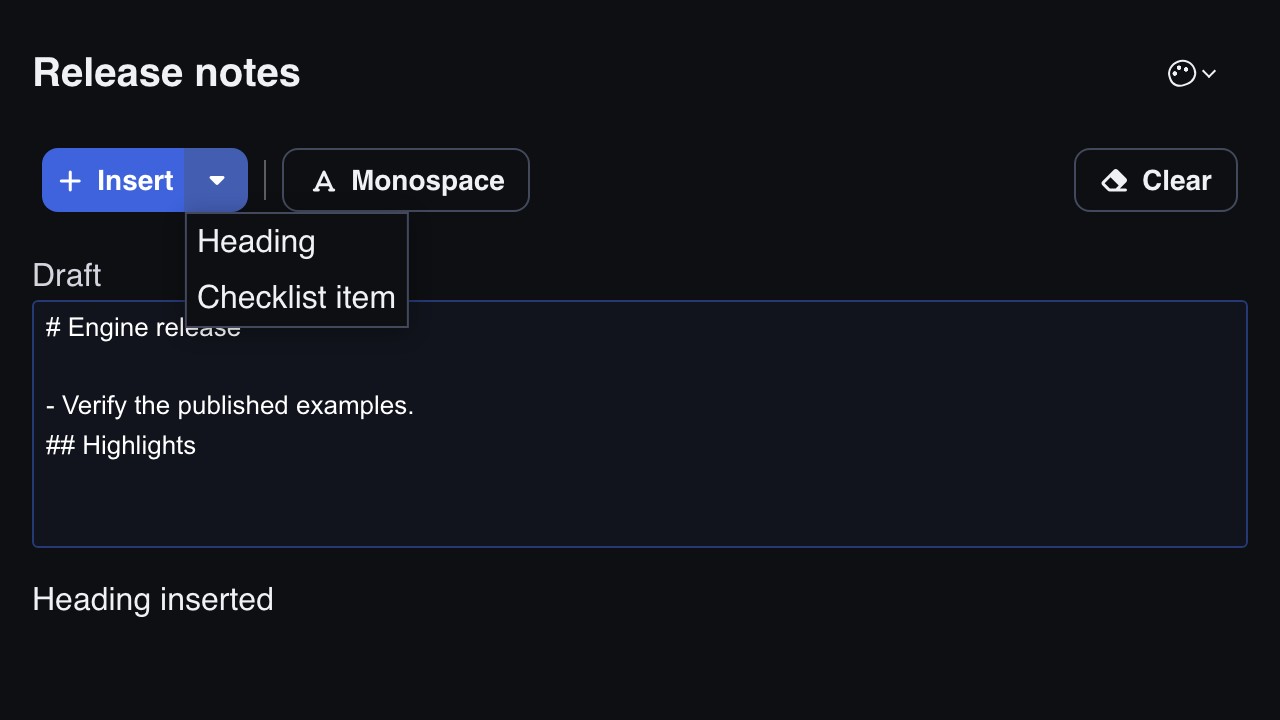 Release notes
Insert
Monospace
Clear
Heading
Checklist item
Draft
# Engine release
- Verify the published examples.
## Highlights
Heading inserted